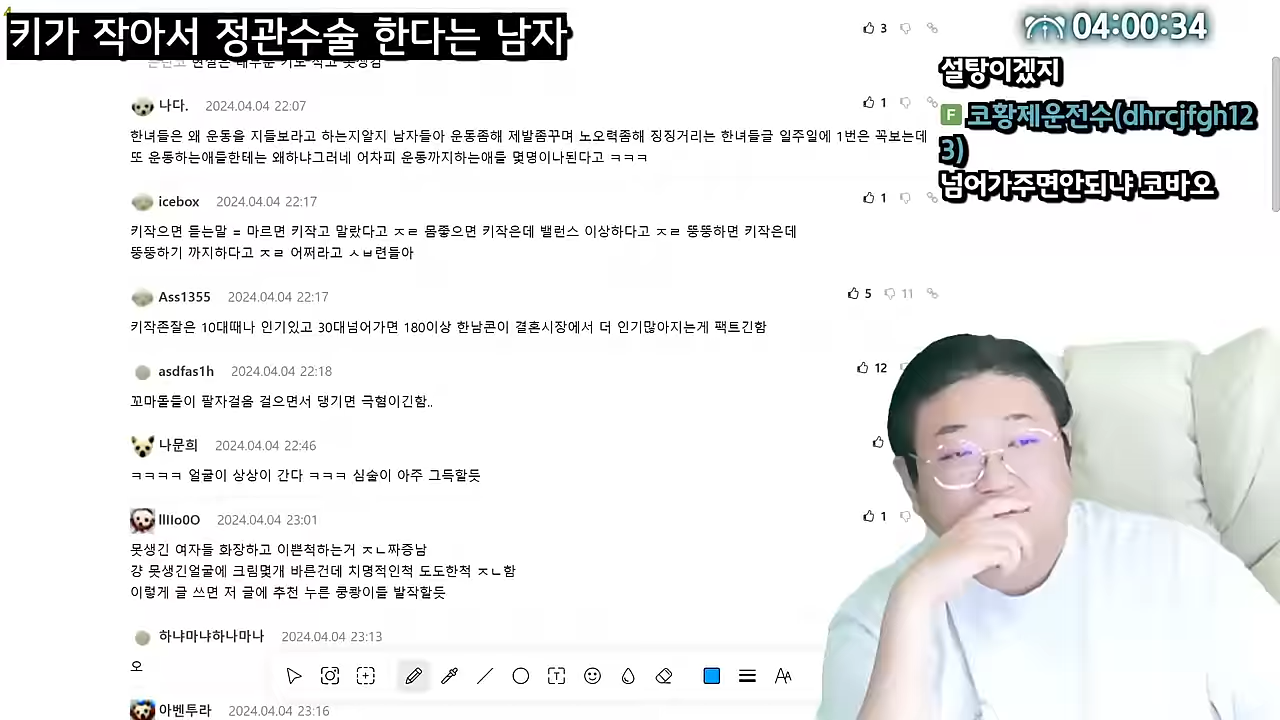 키가 작아서 정관수술 한다는 남자
3
04:00:34
설탕이겠지
F 코황제운전수(dhrcjfgh12
3)
넘어가주면안되냐 코바오
나다. 2024.04.04 22:07
1
한녀들은 왜 운동을 지들보라고 하는지알지 남자들아 운동좀해 제발좀꾸며 노오력좀해 징징거리는 한녀들글 일주일에 1번은 꼭보는데
또 운동하는애들한테는 왜하냐그러네 어차피 운동까지하는애들 몇명이나된다고 ㅋㅋㅋ
icebox 2024.04.04 22:17
1
키작으면 듣는말 = 마르면 키작고 말랐다고 ㅈㄹ 몸좋으면 키작은데 밸런스 이상하다고 ㅈㄹ 뚱뚱하면 키작은데
뚱뚱하기 까지하다고 ㅈㄹ 어쩌라고 ㅅㅂ련들아
Ass1355 2024.04.04 22:17
5 11
키작존잘은 10대때나 인기있고 30대넘어가면 180이상 한남콘이 결혼시장에서 더 인기많아지는게 팩트긴함
asdfas1h 2024.04.04 22:18
12
꼬마돌들이 팔자걸음 걸으면서 댕기면 극혐이긴함..
나문희 2024.04.04 22:46
ㅋㅋㅋㅋ 얼굴이 상상이 간다 ㅋㅋㅋ 심술이 아주 그득할듯
2024.04.04 23:01
1
못생긴 여자들 화장하고 이쁜척하는거 ㅈㄴ짜증남
걍 못생긴얼굴에 크림몇개 바른건데 치명적인척 도도한척 ㅈㄴ함
이렇게 글 쓰면 저 글에 추천 누른 쿵쾅이들 발작할듯
하냐마냐하나마나 2024.04.04 23:13
오
아벤투라 2024.04.04 23:16